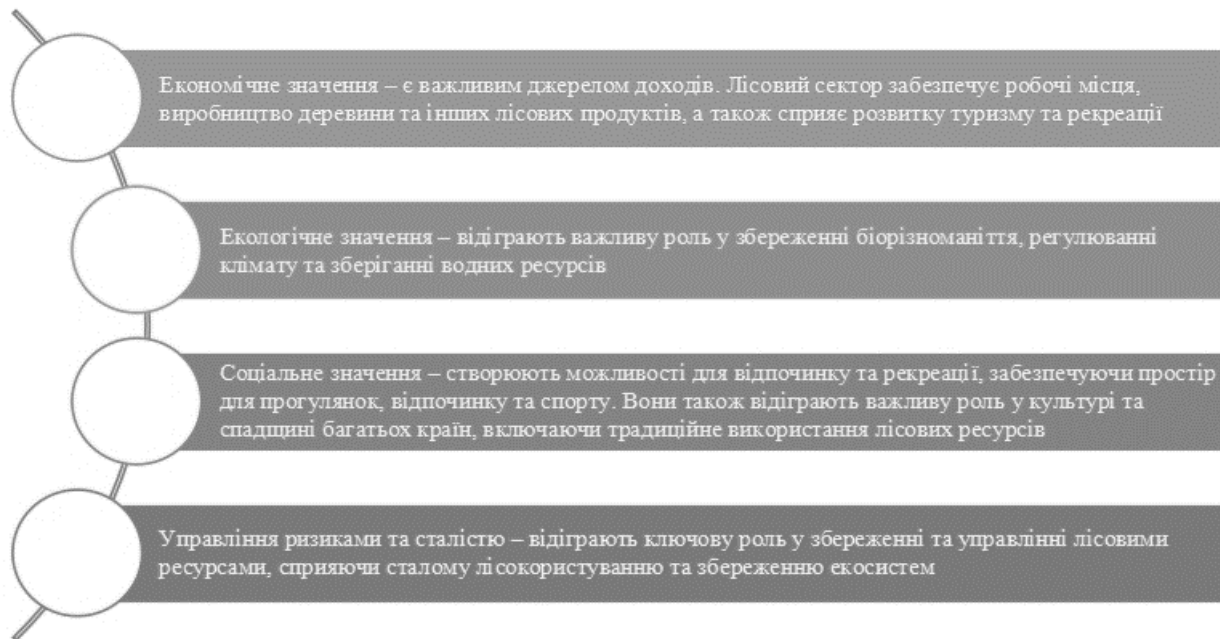 Економічне значення – є важливим джерелом доходів. Лісовий сектор забезпечує робочі місця,
виробництво деревини та інших лісових продуктів, а також сприяє розвитку туризму та рекреації
Екологічне значення – відіграють важливу роль у збереженні біорізноманіття, регулюванні
клімату та зберіганні водних ресурсів
Соціальне значення – створюють можливості для відпочинку та рекреації, забезпечуючи простір
для прогулянок, відпочинку та спорту. Вони також відіграють важливу роль у культурі та
спадщині багатьох країн, включаючи традиційне використання лісових ресурсів
Управління ризиками та сталістю – відіграють ключову роль у збереженні та управлінні лісовими
ресурсами, сприяючи сталому лісокористуванню та збереженню екосистем